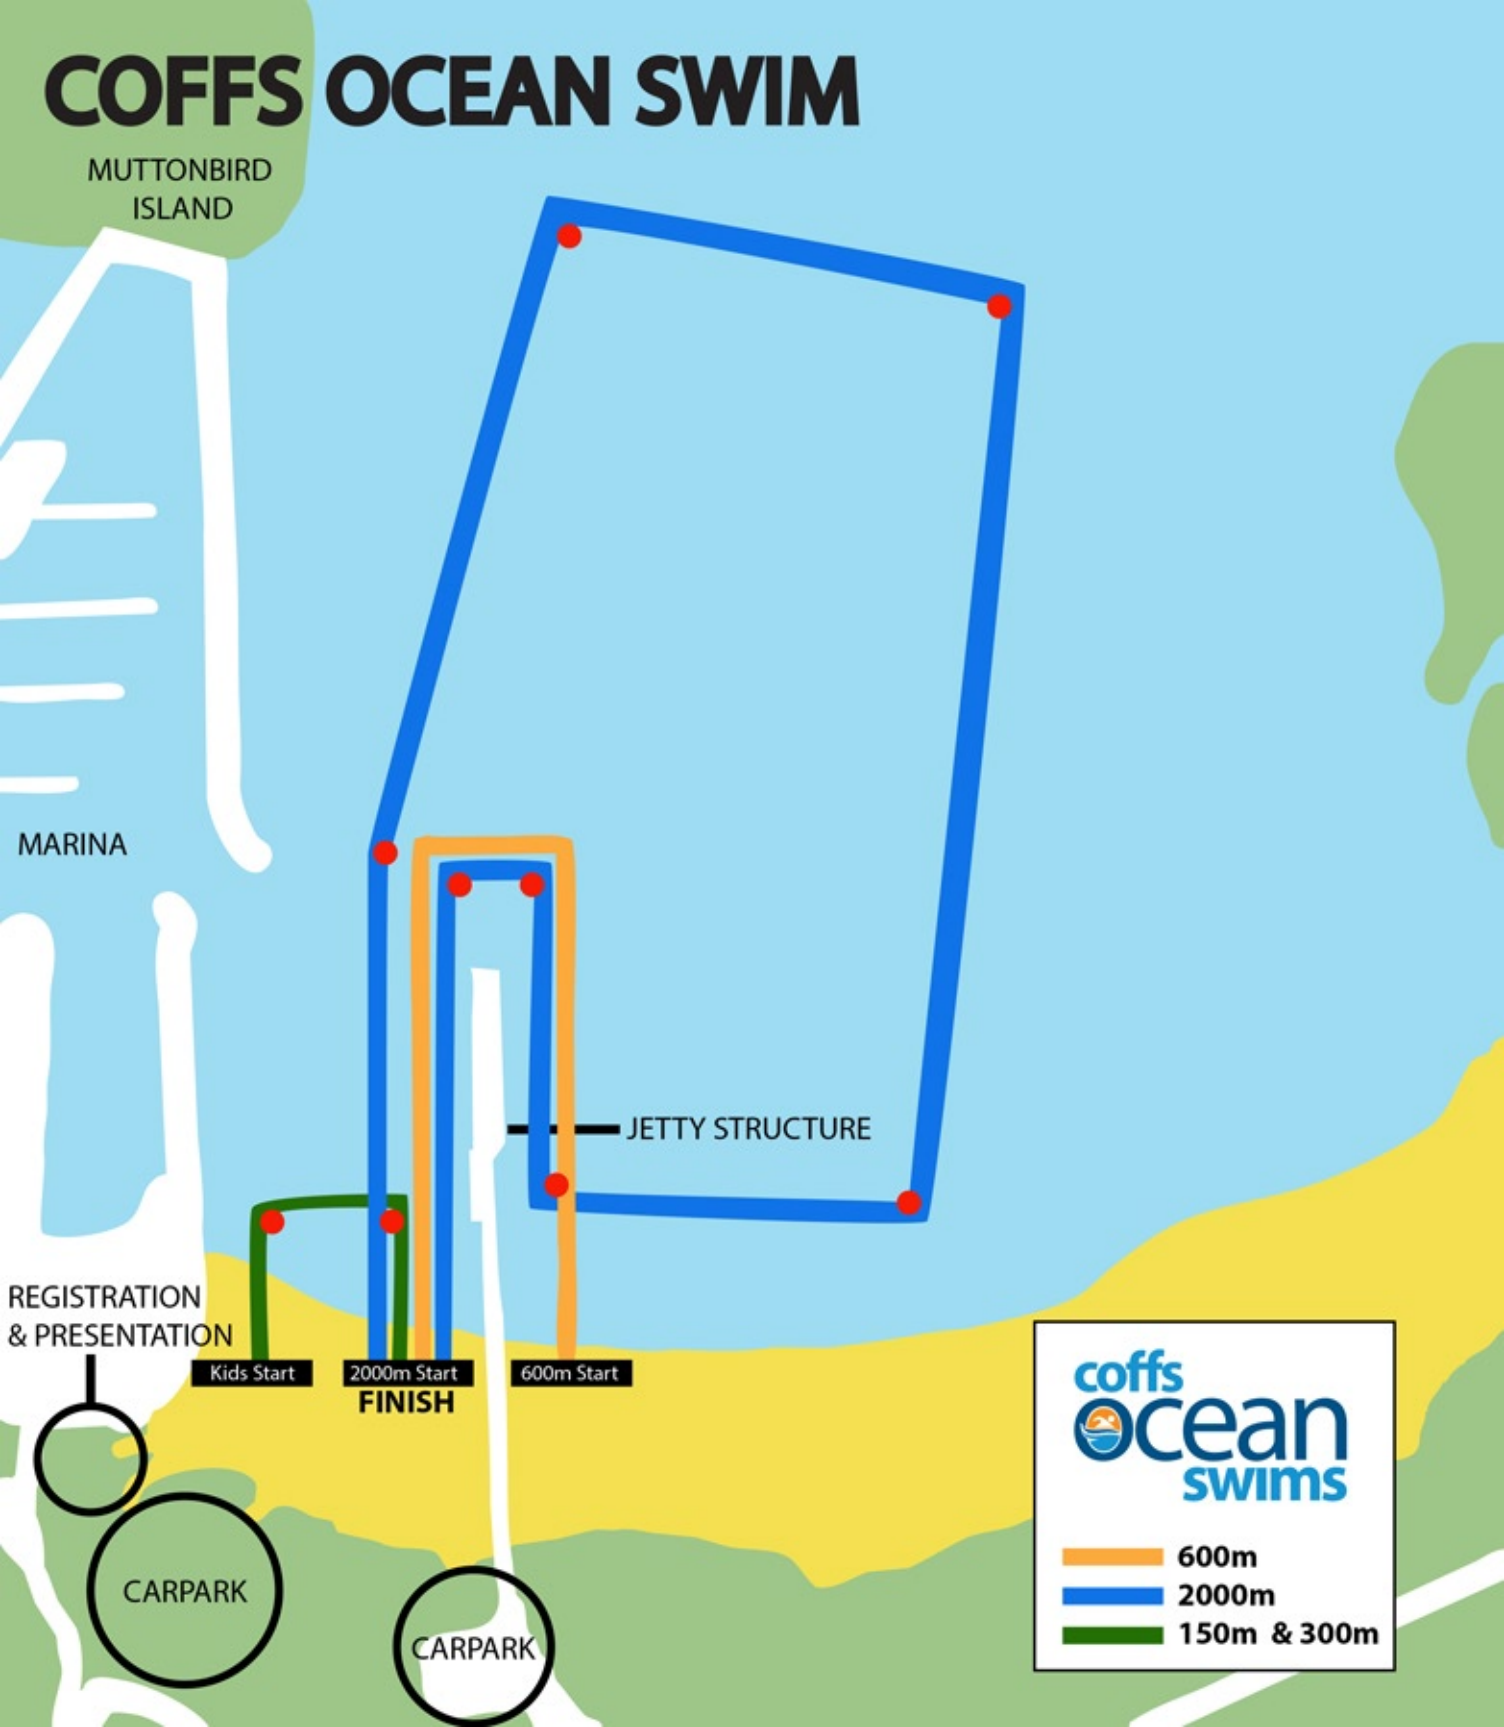 COFFS OCEAN SWIM
MUTTONBIRD
ISLAND
MARINA
JETTY STRUCTURE
REGISTRATION
& PRESENTATION
Kids Start
2000m Start
600m Start
FINISH
CARPARK
CARPARK
coffs
ocean
swims
600m
2000m
150m & 300m